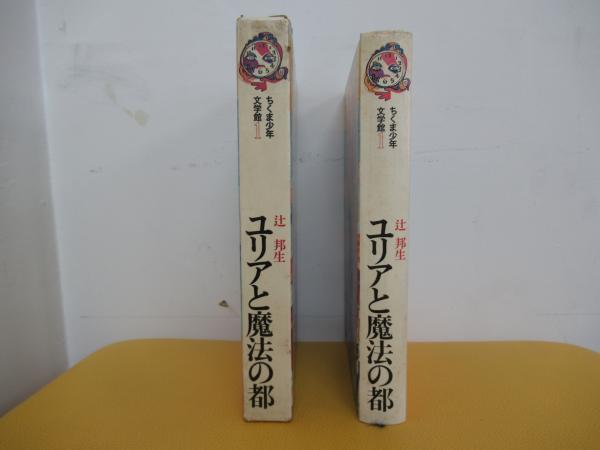 ちくま少年
文学館1
辻 邦生
ユリアと魔法の都
ちくま少年
文学館1
辻 邦生
ユリアと魔法の都